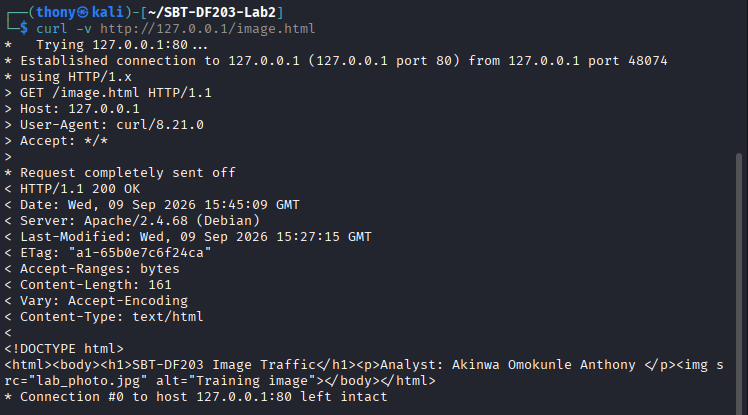 ┌──(thony㉿kali)-[~/SBT-DF203-Lab2]
└─$ curl -v http://127.0.0.1/image.html
*   Trying 127.0.0.1:80...
* Established connection to 127.0.0.1 (127.0.0.1 port 80) from 127.0.0.1 port 48074
* using HTTP/1.x
> GET /image.html HTTP/1.1
> Host: 127.0.0.1
> User-Agent: curl/8.21.0
> Accept: */*
>
* Request completely sent off
< HTTP/1.1 200 OK
< Date: Wed, 09 Sep 2026 15:45:09 GMT
< Server: Apache/2.4.68 (Debian)
< Last-Modified: Wed, 09 Sep 2026 15:27:15 GMT
< ETag: "a1-65b0e7c6f24ca"
< Accept-Ranges: bytes
< Content-Length: 161
< Vary: Accept-Encoding
< Content-Type: text/html
<
<!DOCTYPE html>
<html><body><h1>SBT-DF203 Image Traffic</h1><p>Analyst: Akinwa Omokunle Anthony </p><img s
rc="lab_photo.jpg" alt="Training image"></body></html>
* Connection #0 to host 127.0.0.1:80 left intact